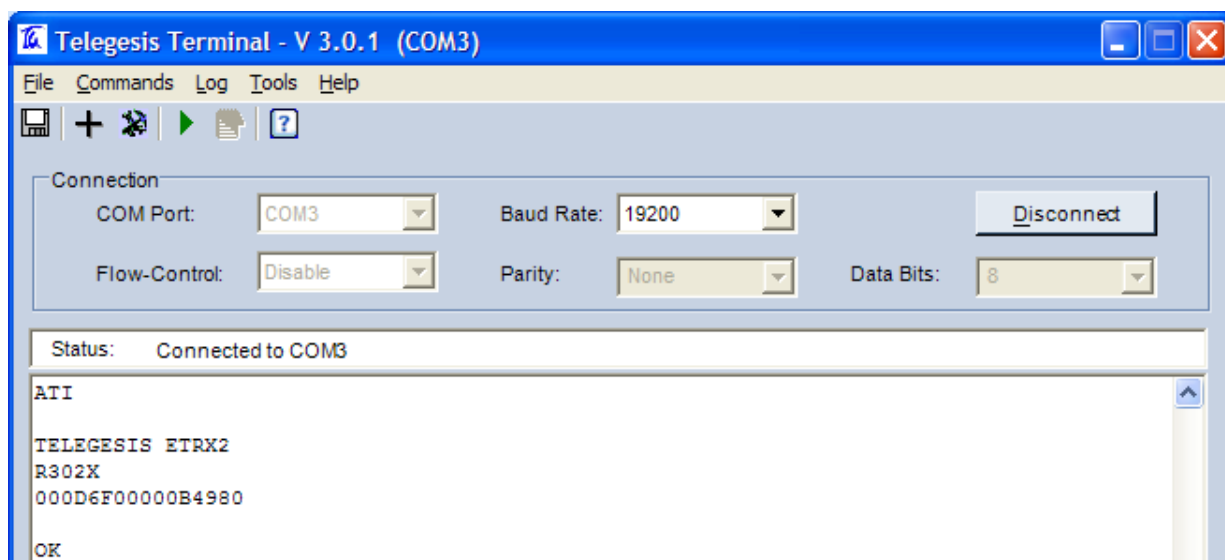 Telegesis Terminal - V 3.0.1 (COM3)
File Commands Log Tools Help
Connection
COM Port: COM3 Baud Rate: 19200 Disconnect
Flow-Control: Disable Parity: None Data Bits: 8
Status: Connected to COM3
ATI
TELEGESIS ETRX2
R302X
000D6F00000B4980
OK